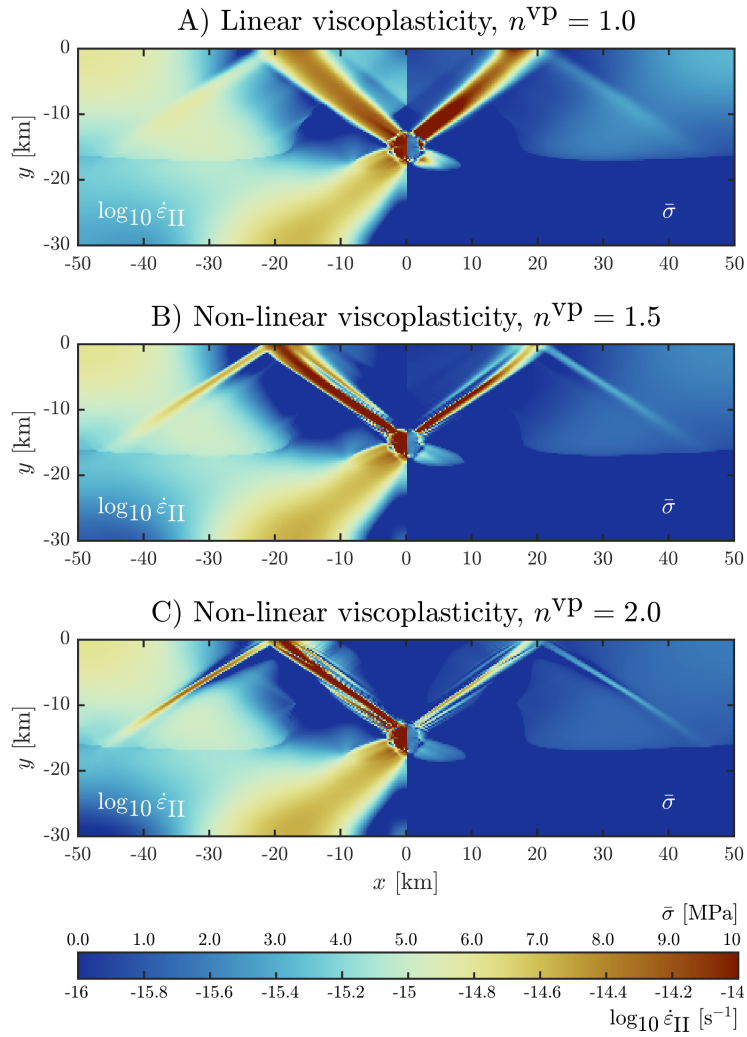 A) Linear viscoplasticity, n^vp = 1.0
0
-10
-20
-30
y [km]
log10 ε̇II
σ̄
-50 -40 -30 -20 -10 0 10 20 30 40 50
B) Non-linear viscoplasticity, n^vp = 1.5
0
-10
-20
-30
y [km]
log10 ε̇II
σ̄
-50 -40 -30 -20 -10 0 10 20 30 40 50
C) Non-linear viscoplasticity, n^vp = 2.0
0
-10
-20
-30
y [km]
log10 ε̇II
σ̄
-50 -40 -30 -20 -10 0 10 20 30 40 50
x [km]
σ̄ [MPa]
0.0 1.0 2.0 3.0 4.0 5.0 6.0 7.0 8.0 9.0 10
-16 -15.8 -15.6 -15.4 -15.2 -15 -14.8 -14.6 -14.4 -14.2 -14
log10 ε̇II [s⁻¹]